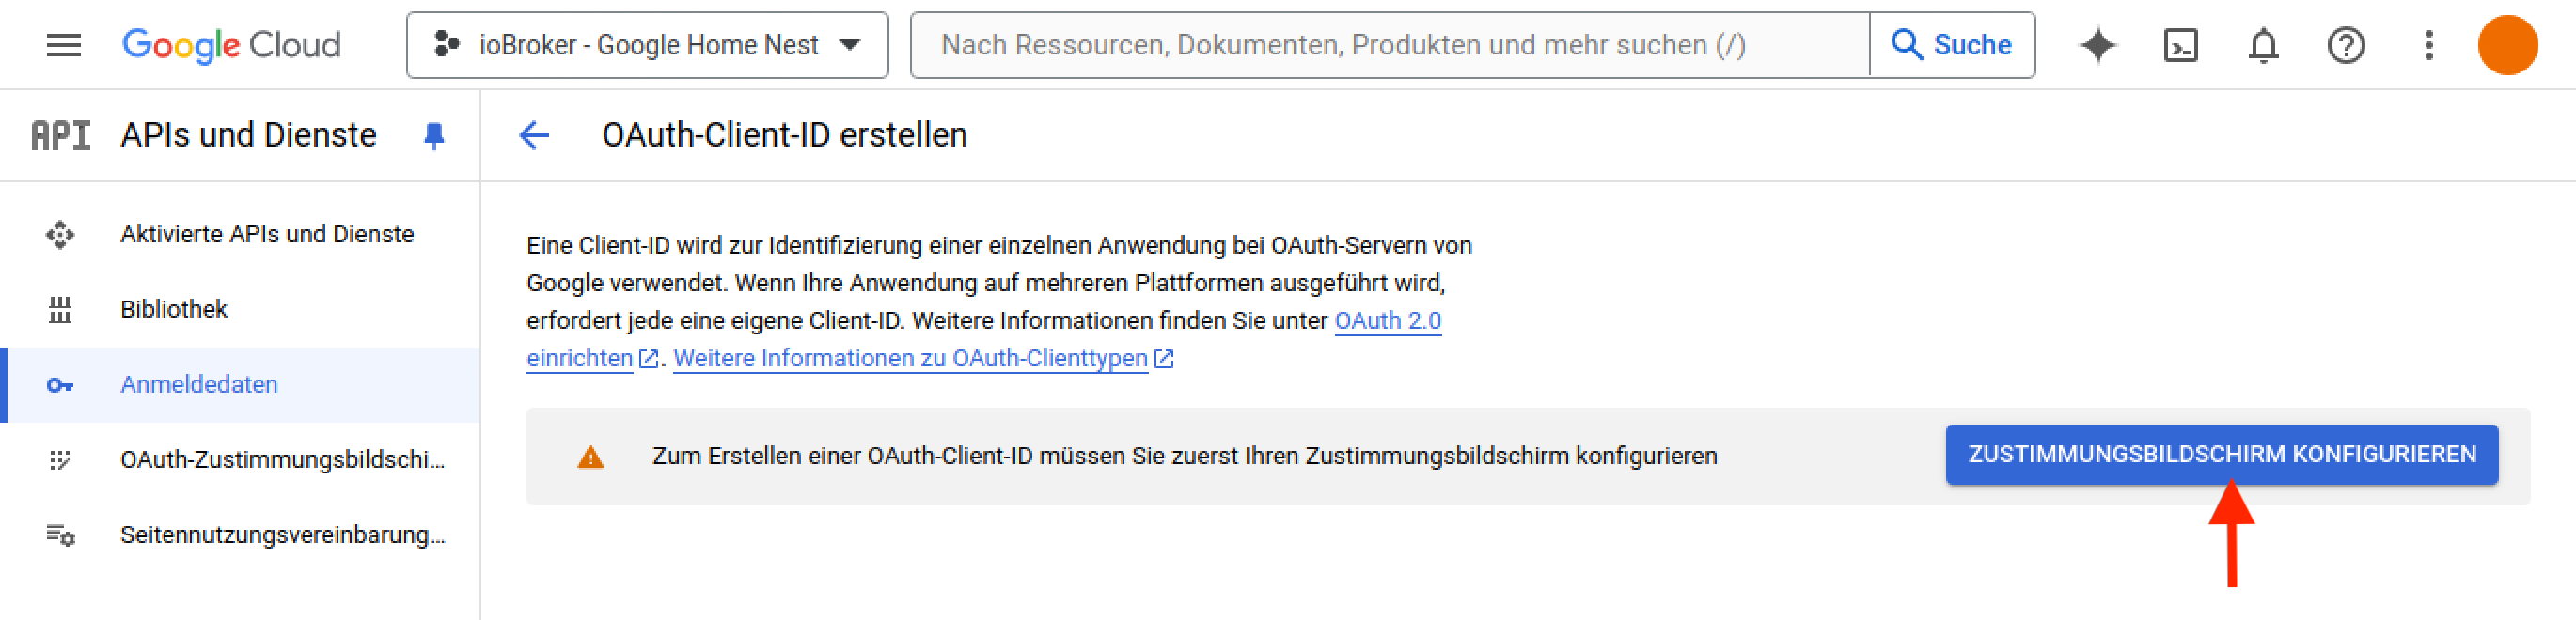 Google Cloud
ioBroker - Google Home Nest
Nach Ressourcen, Dokumenten, Produkten und mehr suchen (/)
Suche
API
APIs und Dienste
OAuth-Client-ID erstellen
Aktivierte APIs und Dienste
Bibliothek
Anmeldedaten
OAuth-Zustimmungsbildschi...
Seitennutzungsvereinbarung...
Eine Client-ID wird zur Identifizierung einer einzelnen Anwendung bei OAuth-Servern von
Google verwendet. Wenn Ihre Anwendung auf mehreren Plattformen ausgeführt wird,
erfordert jede eine eigene Client-ID. Weitere Informationen finden Sie unter OAuth 2.0
einrichten. Weitere Informationen zu OAuth-Clienttypen
Zum Erstellen einer OAuth-Client-ID müssen Sie zuerst Ihren Zustimmungsbildschirm konfigurieren
ZUSTIMMUNGSBILDSCHIRM KONFIGURIEREN